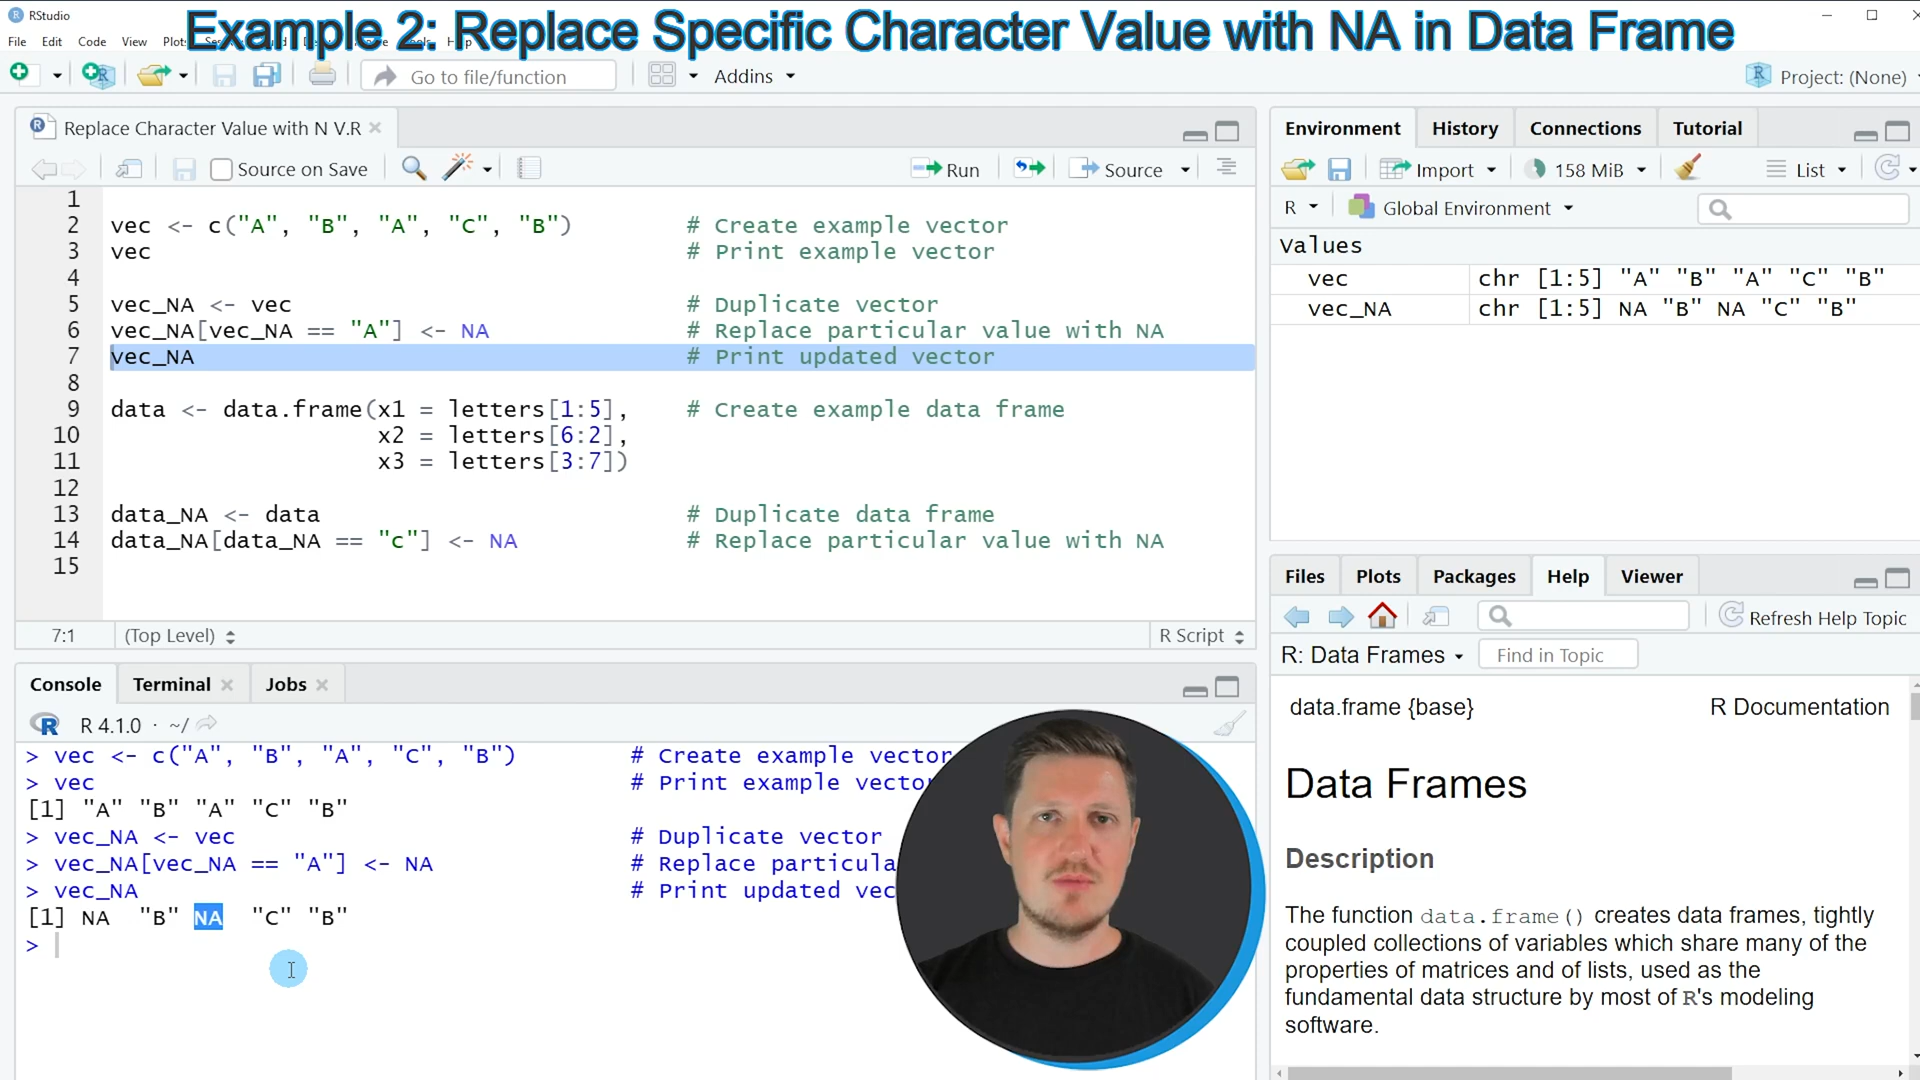 RStudio
Example 2: Replace Specific Character Value with NA in Data Frame
File Edit Code View Plots
Go to file/function
Addins
Project: (None)
Replace Character Value with N V.R
Source on Save
Run
Source
1
2 vec <- c("A", "B", "A", "C", "B") # Create example vector
3 vec # Print example vector
4
5 vec_NA <- vec # Duplicate vector
6 vec_NA[vec_NA == "A"] <- NA # Replace particular value with NA
7 vec_NA # Print updated vector
8
9 data <- data.frame(x1 = letters[1:5], # Create example data frame
10 x2 = letters[6:2],
11 x3 = letters[3:7])
12
13 data_NA <- data # Duplicate data frame
14 data_NA[data_NA == "c"] <- NA # Replace particular value with NA
15
7:1 (Top Level) R Script
Console Terminal Jobs
R 4.1.0 · ~/
> vec <- c("A", "B", "A", "C", "B") # Create example vector
> vec # Print example vector
[1] "A" "B" "A" "C" "B"
> vec_NA <- vec # Duplicate vector
> vec_NA[vec_NA == "A"] <- NA # Replace particula
> vec_NA # Print updated vec
[1] NA "B" NA "C" "B"
>
Environment History Connections Tutorial
Import 158 MiB List
R Global Environment
Values
vec chr [1:5] "A" "B" "A" "C" "B"
vec_NA chr [1:5] NA "B" NA "C" "B"
Files Plots Packages Help Viewer
Refresh Help Topic
R: Data Frames Find in Topic
data.frame {base} R Documentation
Data Frames
Description
The function data.frame() creates data frames, tightly
coupled collections of variables which share many of the
properties of matrices and of lists, used as the
fundamental data structure by most of R's modeling
software.